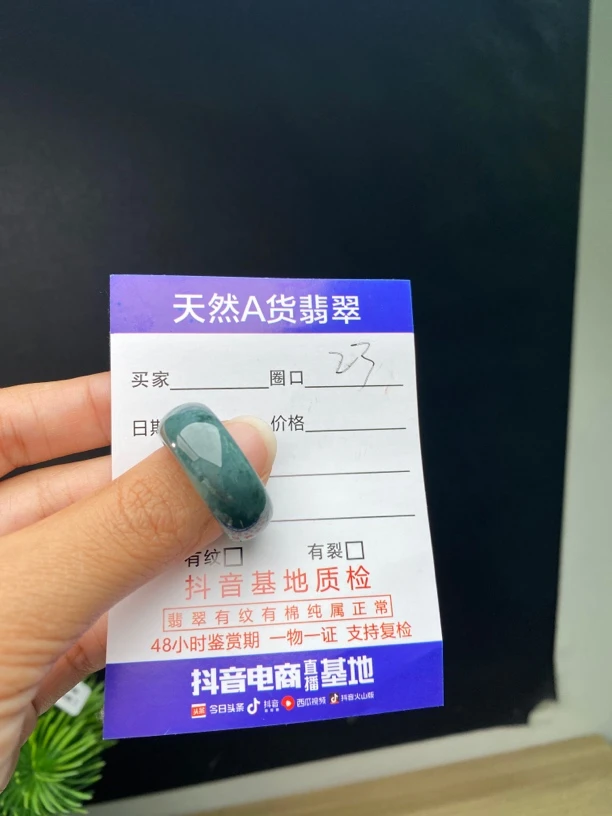 天然A货翡翠
买家 圈口 23
日期 价格
有纹 有裂
抖音基地质检
翡翠有纹有棉纯属正常
48小时鉴赏期 一物一证 支持复检
抖音电商直播基地
头条 今日头条 抖音 西瓜视频 抖音火山版